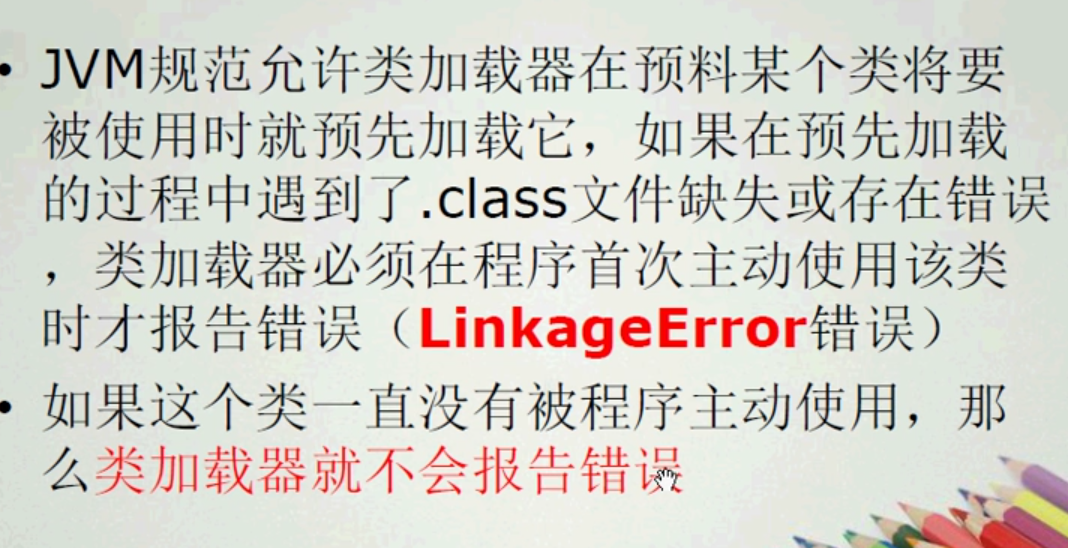 • JVM规范允许类加载器在预料某个类将要
被使用时就预先加载它，如果在预先加载
的过程中遇到了.class文件缺失或存在错误
，类加载器必须在程序首次主动使用该类
时才报告错误（LinkageError错误）
• 如果这个类一直没有被程序主动使用，那
么类加载器就不会报告错误